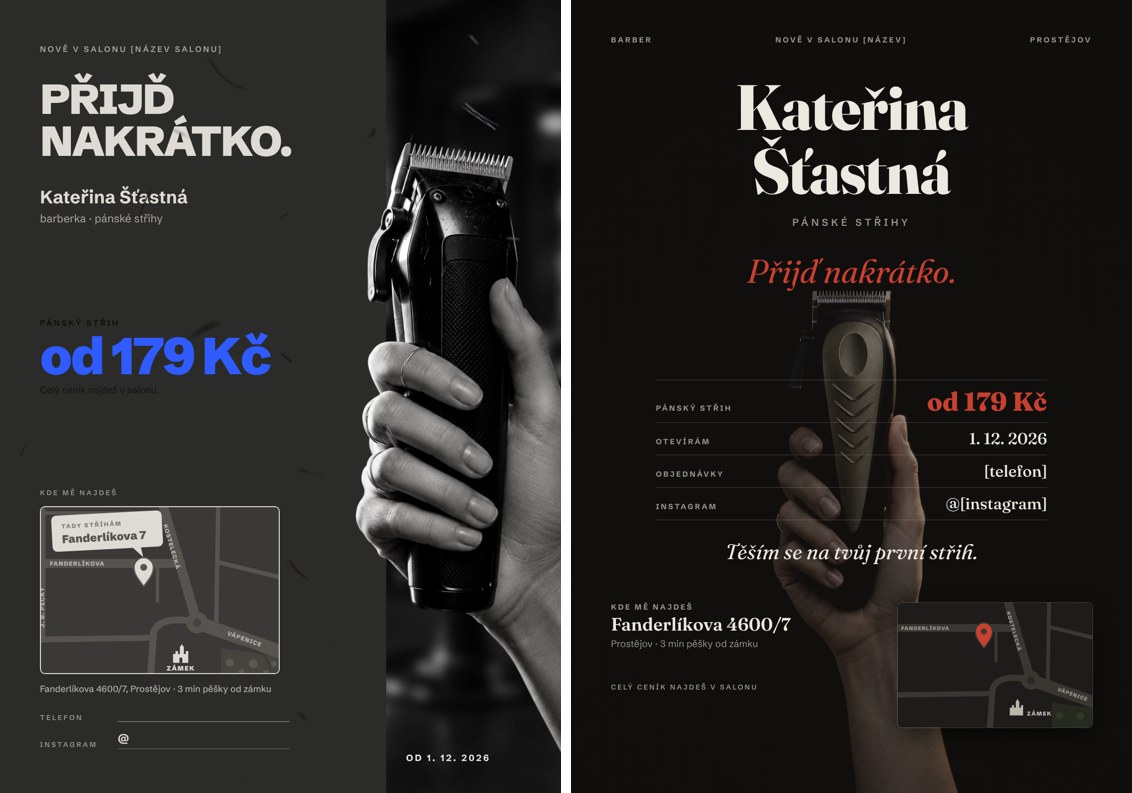 NOVĚ V SALONU [NÁZEV SALONU]
PŘIJĎ
NAKRÁTKO.
Kateřina Šťastná
barberka · pánské střihy
PÁNSKÝ STŘIH
od 179 Kč
Celý ceník najdeš v salonu.
KDE MĚ NAJDEŠ
TADY STŘÍHÁM
Fanderlíkova 7
KOSTELECKÁ
FANDERLÍKOVA
J. B. PECKY
VÁPENICE
ZÁMEK
Fanderlíkova 4600/7, Prostějov · 3 min pěšky od zámku
TELEFON
INSTAGRAM @
OD 1. 12. 2026
BARBER NOVĚ V SALONU [NÁZEV] PROSTĚJOV
Kateřina
Šťastná
PÁNSKÉ STŘIHY
Přijď nakrátko.
PÁNSKÝ STŘIH od 179 Kč
OTEVÍRÁM 1. 12. 2026
OBJEDNÁVKY [telefon]
INSTAGRAM @[instagram]
Těším se na tvůj první střih.
KDE MĚ NAJDEŠ
Fanderlíkova 4600/7
Prostějov · 3 min pěšky od zámku
CELÝ CENÍK NAJDEŠ V SALONU
KOSTELECKÁ
FANDERLÍKOVA
VÁPENICE
ZÁMEK